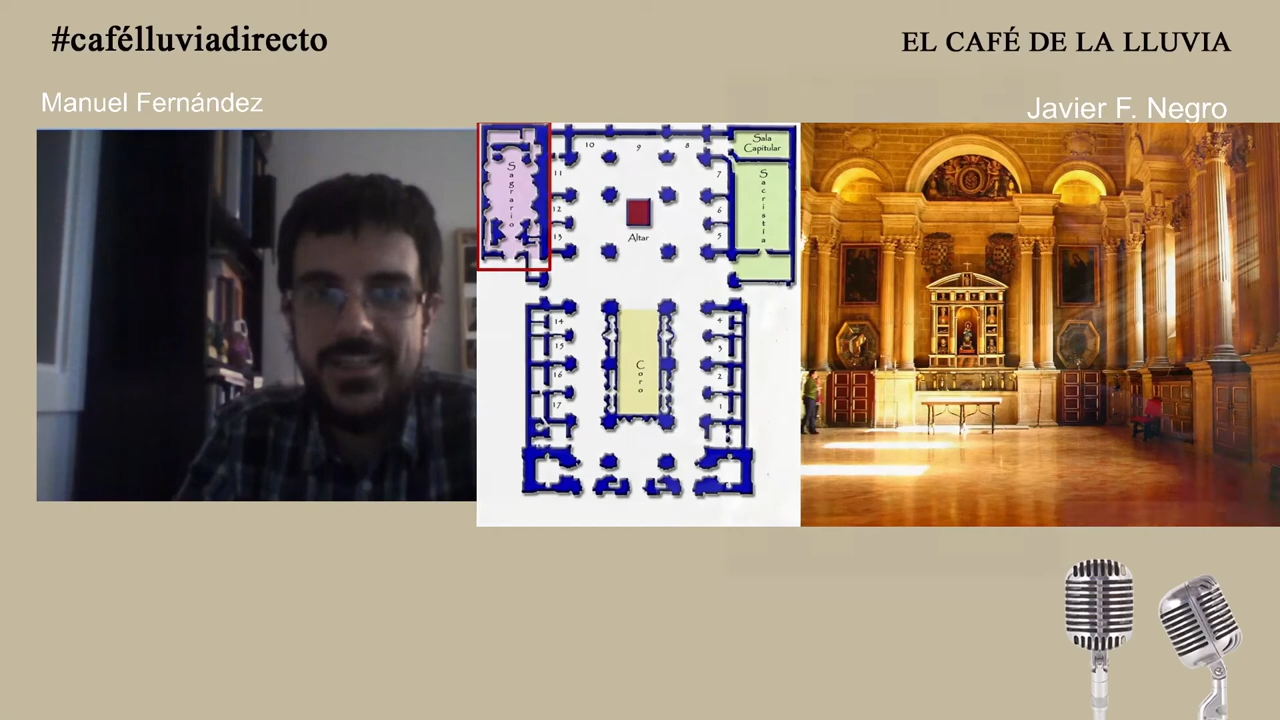 #cafélluviadirecto
EL CAFÉ DE LA LLUVIA
Manuel Fernández
Javier F. Negro
Sala
Capitular
10
9
8
Sagrario
11
7
Sacristía
12
6
13
5
Altar
14
4
15
3
Coro
16
2
17
1